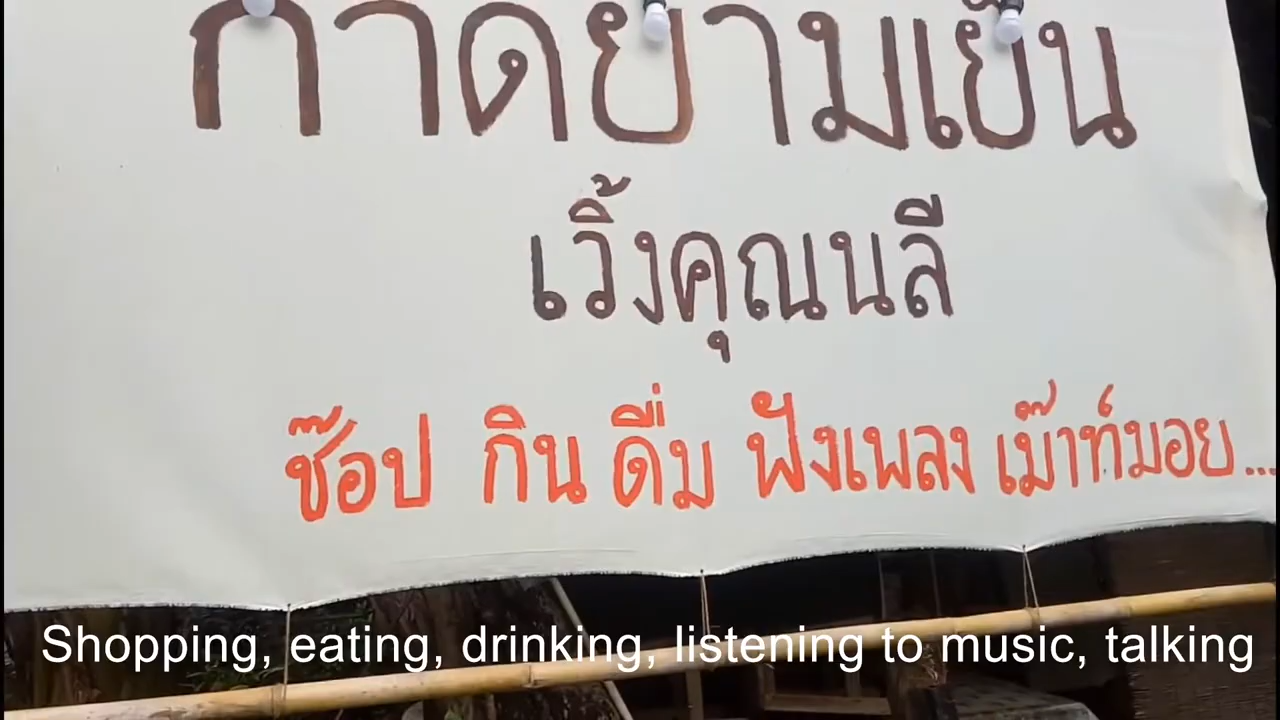 กาดยามเย็น
เวิ้งคุณนลี
ช๊อป กิน ดื่ม ฟังเพลง เม๊าท์มอย...
Shopping, eating, drinking, listening to music, talking